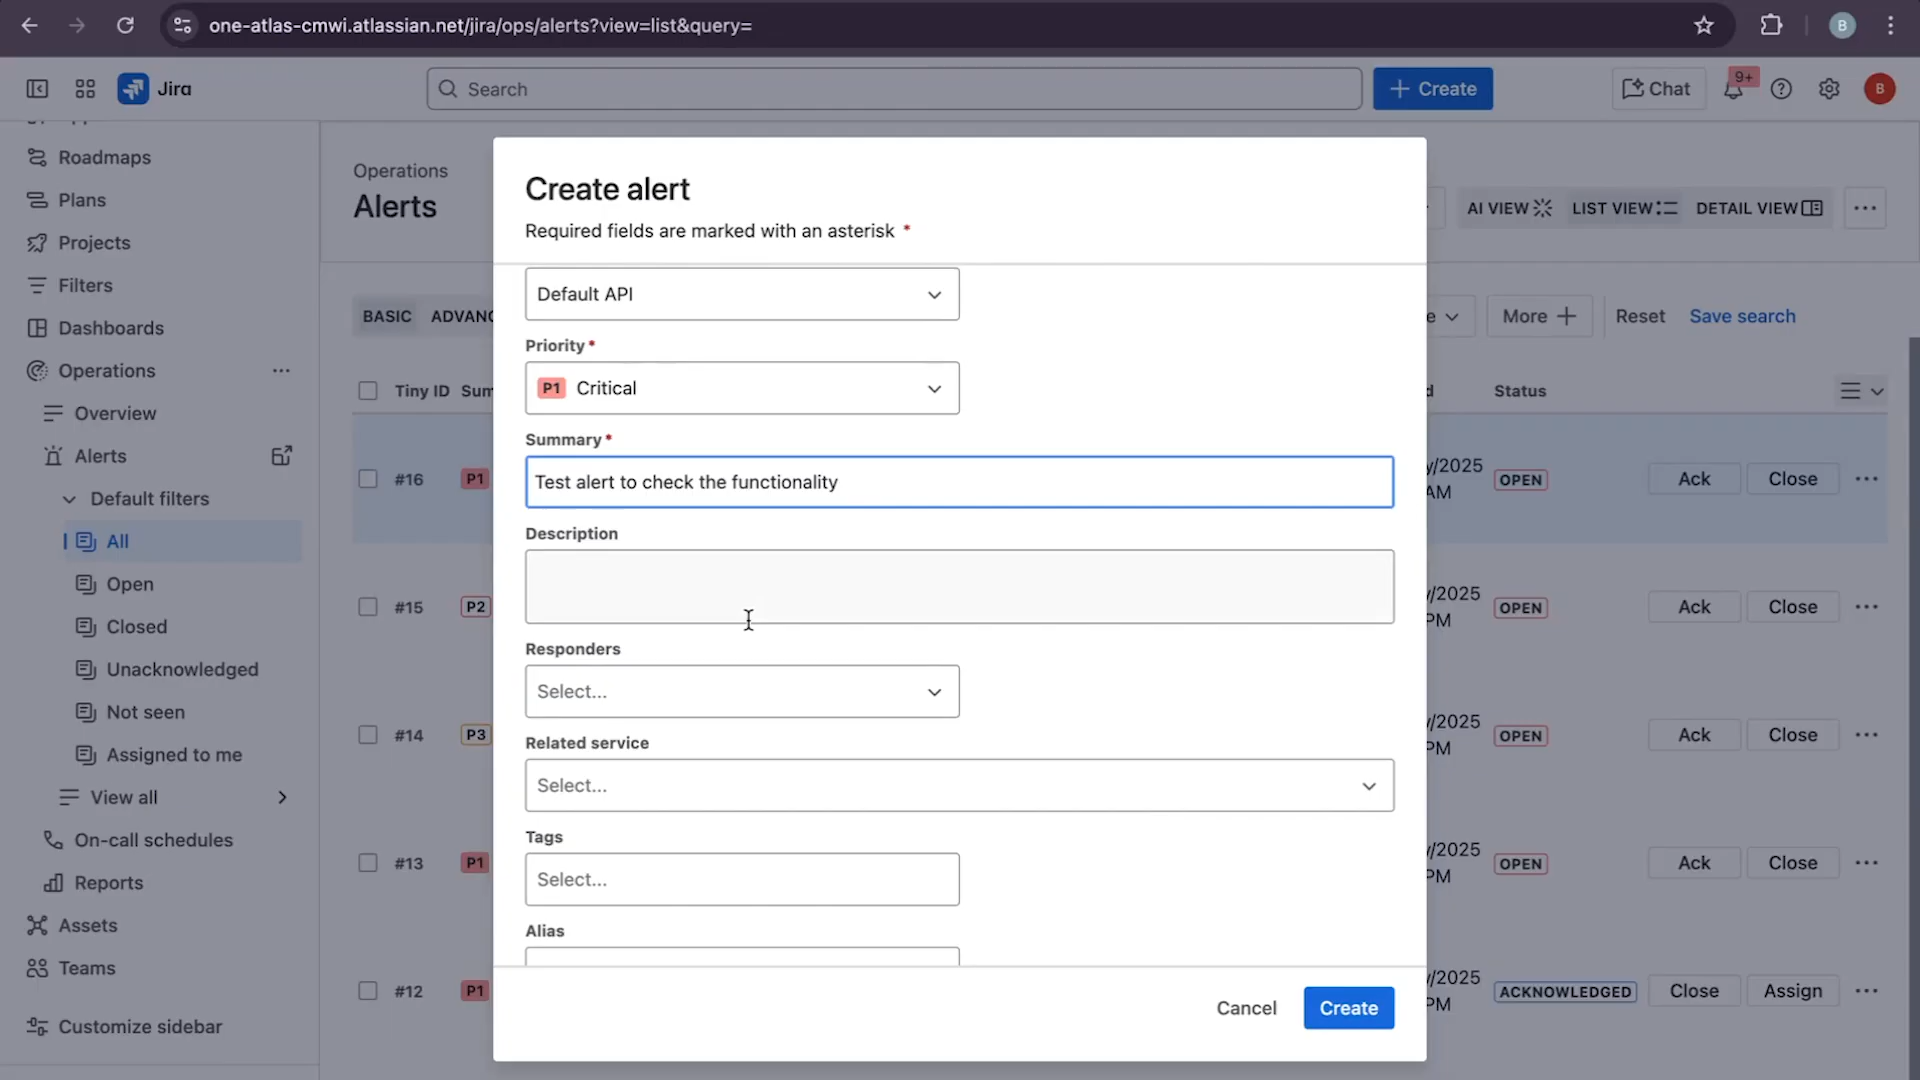 one-atlas-cmwi.atlassian.net/jira/ops/alerts?view=list&query=
B
Jira
Search
Create
Chat
9+
B
Roadmaps
Plans
Projects
Filters
Dashboards
Operations
Overview
Alerts
Default filters
All
Open
Closed
Unacknowledged
Not seen
Assigned to me
View all
On-call schedules
Reports
Assets
Teams
Customize sidebar
Operations
Alerts
AI VIEW
LIST VIEW
DETAIL VIEW
BASIC
More
Reset
Save search
Tiny ID
Status
#16
P1
/2025
AM
OPEN
Ack
Close
#15
P2
/2025
PM
OPEN
Ack
Close
#14
P3
/2025
PM
OPEN
Ack
Close
#13
P1
/2025
PM
OPEN
Ack
Close
#12
P1
/2025
PM
ACKNOWLEDGED
Close
Assign
Create alert
Required fields are marked with an asterisk *
Default API
Priority *
P1 Critical
Summary *
Test alert to check the functionality
Description
Responders
Select...
Related service
Select...
Tags
Select...
Alias
Cancel
Create